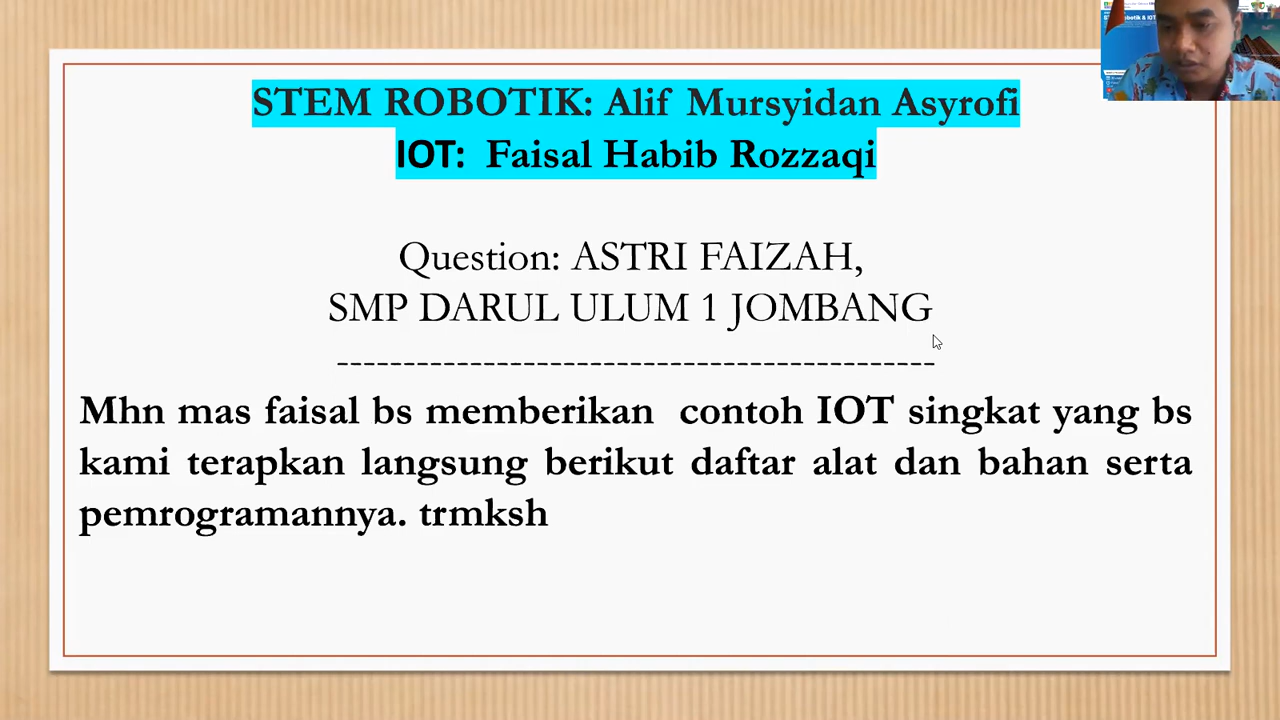 STEM ROBOTIK: Alif Mursyidan Asyrofi
IOT: Faisal Habib Rozzaqi
Question: ASTRI FAIZAH,
SMP DARUL ULUM 1 JOMBANG
---------------------------------------------
Mhn mas faisal bs memberikan contoh IOT singkat yang bs
kami terapkan langsung berikut daftar alat dan bahan serta
pemrogramannya. trmksh